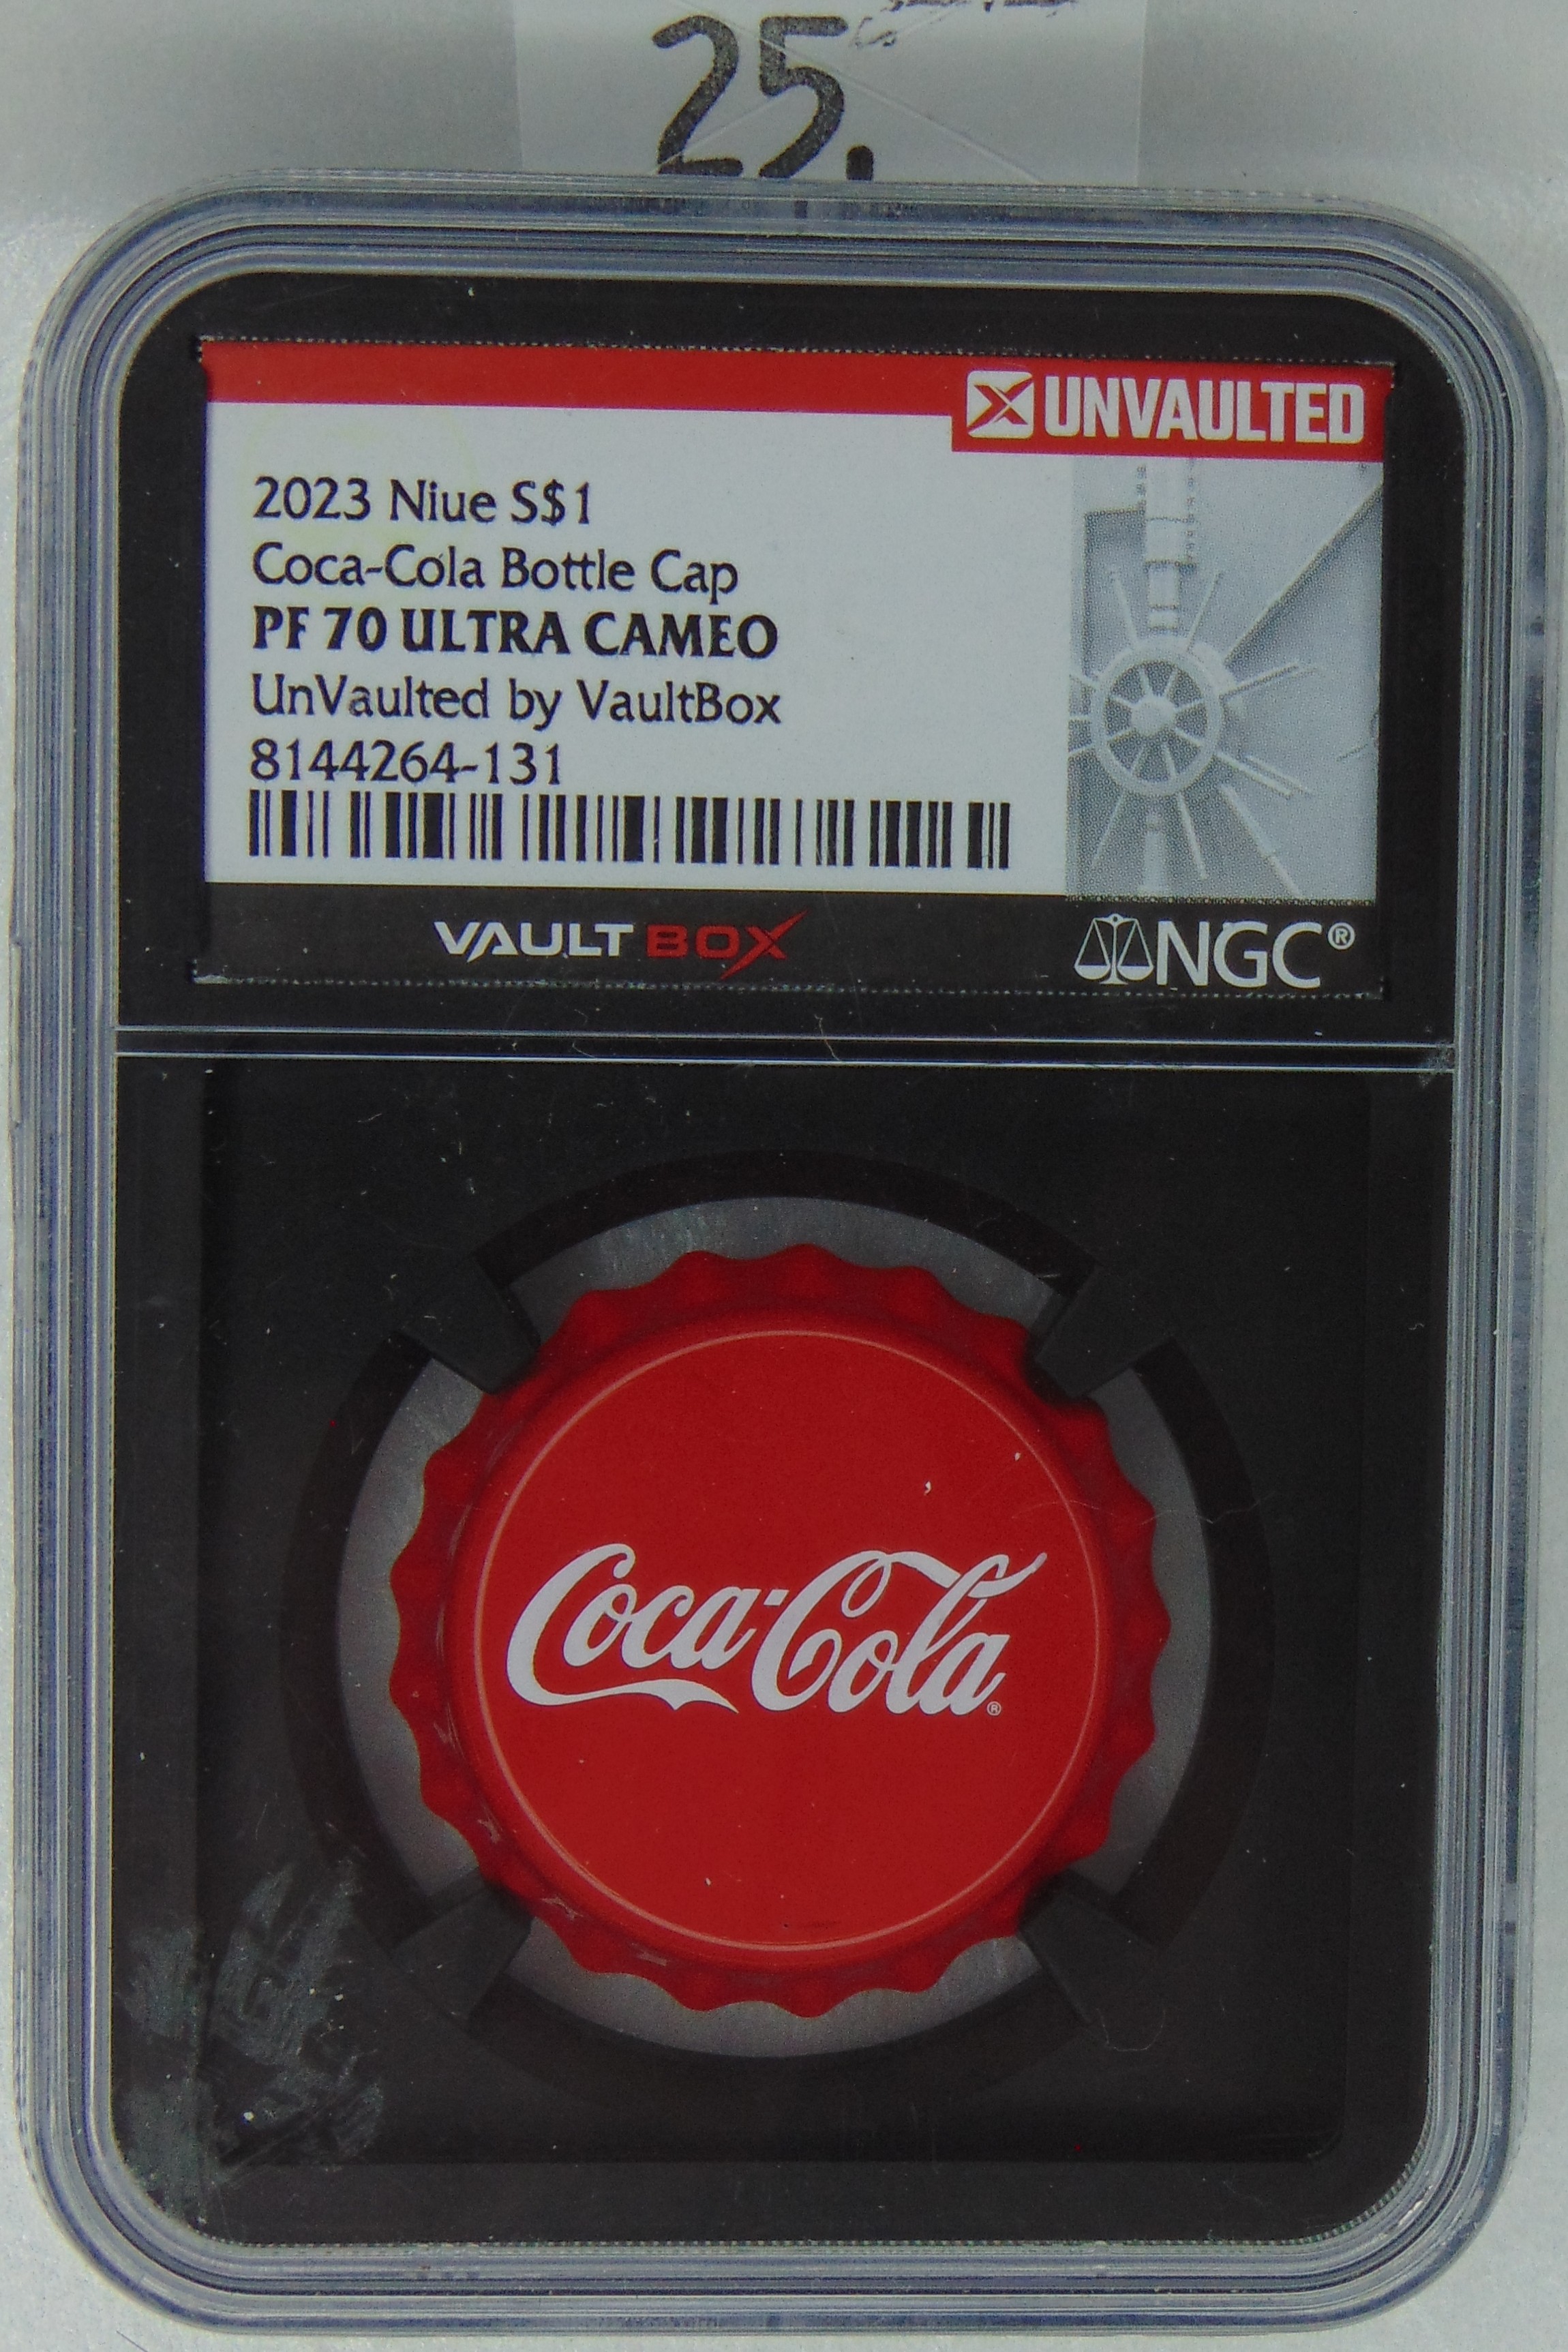 25.
UNVAULTED
2023 Niue S$1
Coca-Cola Bottle Cap
PF 70 ULTRA CAMEO
UnVaulted by VaultBox
8144264-131
VAULT BOX
NGC®
Coca-Cola®